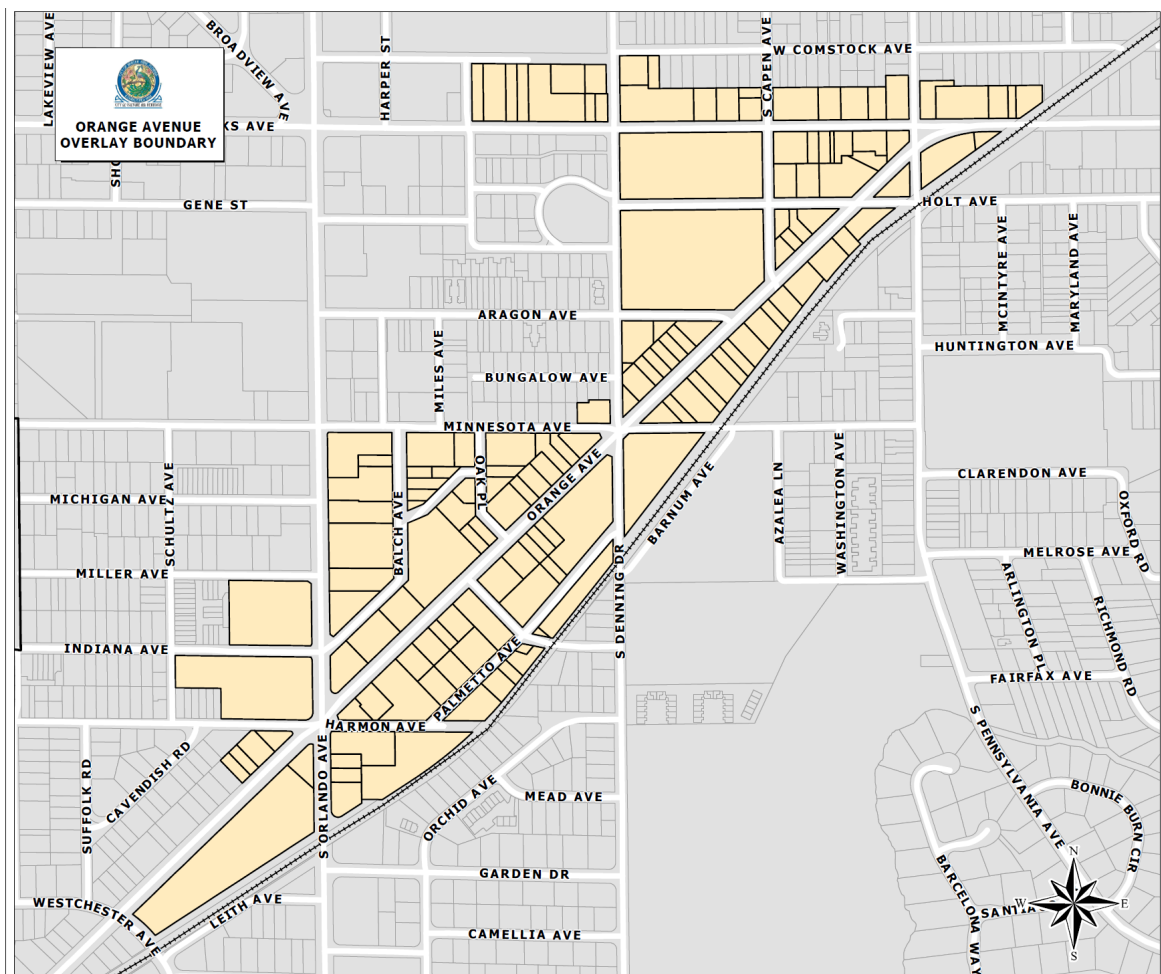 LAKEVIEW AVE
BROADVIEW AVE
HARPER ST
S CAPEN AVE
W COMSTOCK AVE
ORANGE AVENUE
OVERLAY BOUNDARY
KS AVE
SHO
GENE ST
HOLT AVE
MCINTYRE AVE
MARYLAND AVE
ARAGON AVE
HUNTINGTON AVE
MILES AVE
BUNGALOW AVE
MINNESOTA AVE
OAK PL
ORANGE AVE
SCHULTZ AVE
MICHIGAN AVE
BALCH AVE
BARNUM AVE
AZALEA LN
WASHINGTON AVE
CLARENDON AVE
OXFORD RD
MELROSE AVE
MILLER AVE
S DENNING DR
ARLINGTON PL
RICHMOND RD
INDIANA AVE
PALMETTO AVE
FAIRFAX AVE
HARMON AVE
S PENNSYLVANIA AVE
SUFFOLK RD
CAVENDISH RD
S ORLANDO AVE
ORCHID AVE
MEAD AVE
BONNIE BURN CIR
GARDEN DR
BARCELONA WAY
N
W
E
S
SANTIAG
WESTCHESTER AVE
LEITH AVE
CAMELLIA AVE